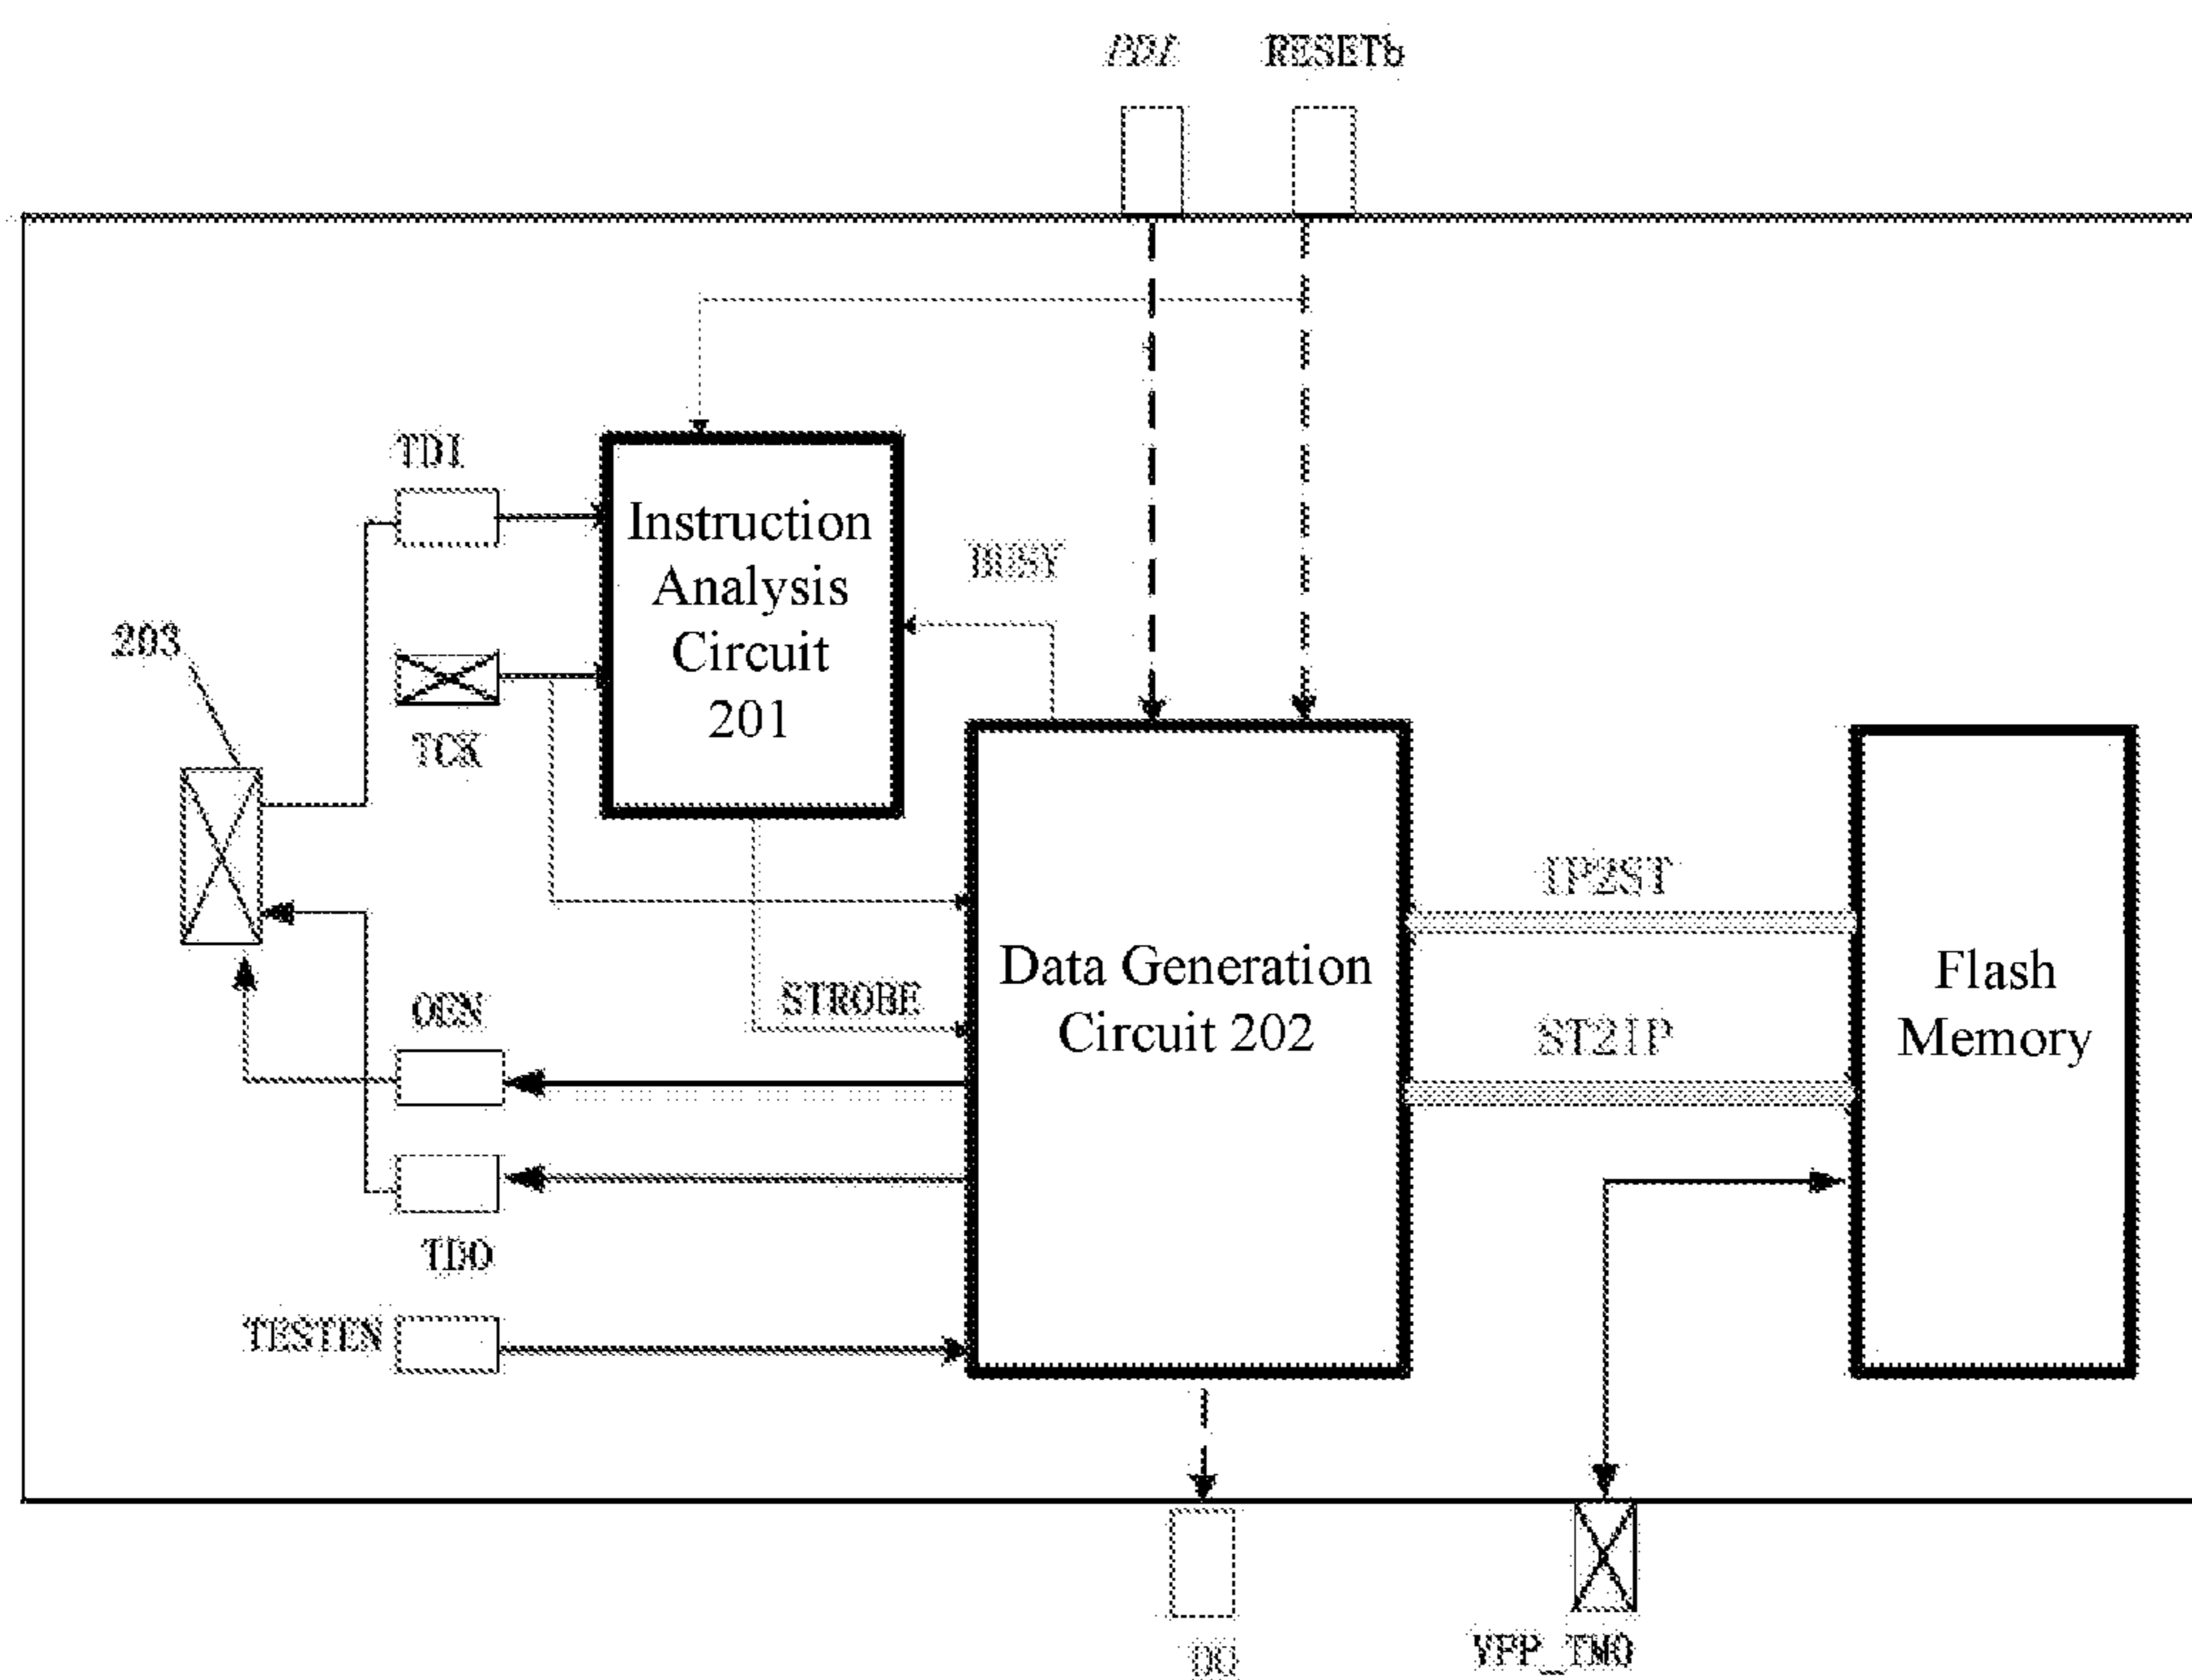 RESETb
TDI
Instruction
Analysis
Circuit
201
BUSY
203
TCK
IP2ST
Data Generation
Circuit 202
Flash
Memory
STROBE
OEN
ST2IP
TDO
TESTEN
VPP_TM0